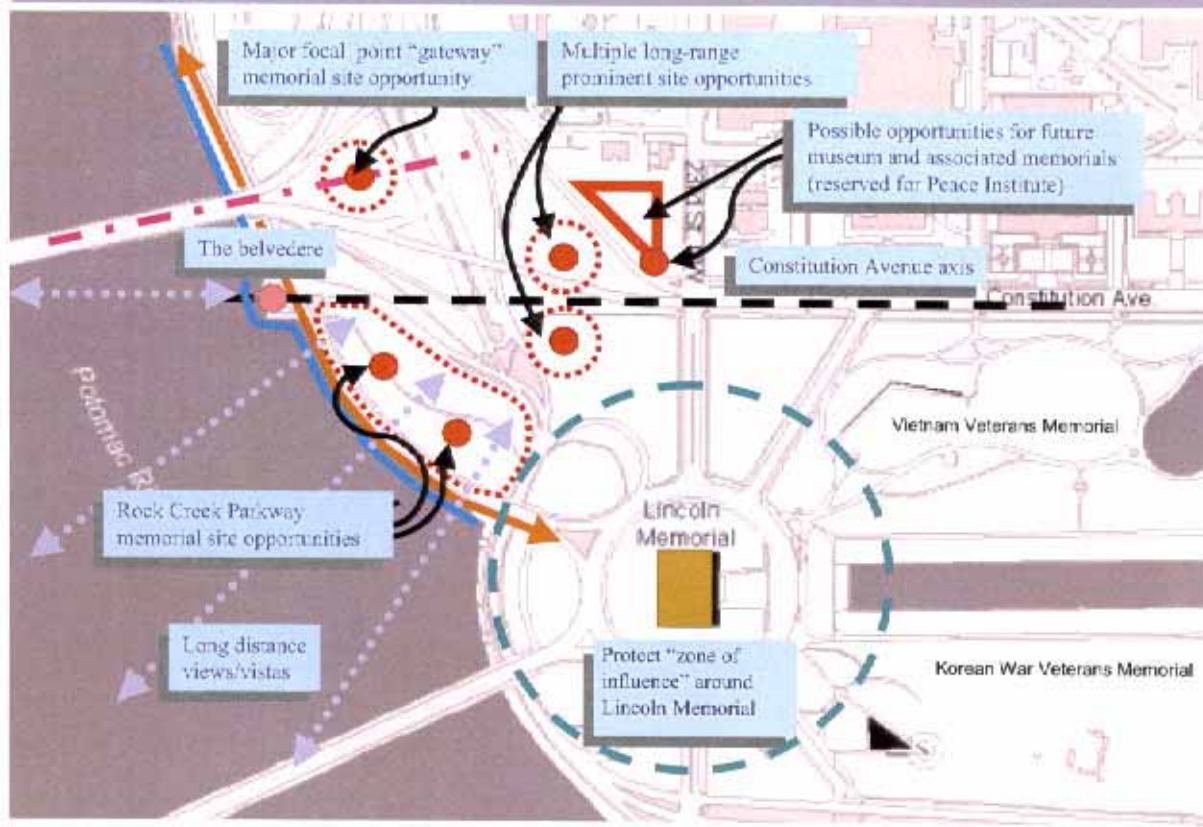 Major focal point “gateway”
memorial site opportunity
Multiple long-range
prominent site opportunities
Possible opportunities for future
museum and associated memorials
(reserved for Peace Institute)
23rd ST NW
The belvedere
Constitution Avenue axis
Constitution Ave
Potomac
Vietnam Veterans Memorial
Rock Creek Parkway
memorial site opportunities
Lincoln
Memorial
Long distance
views/vistas
Protect “zone of
influence” around
Lincoln Memorial
Korean War Veterans Memorial